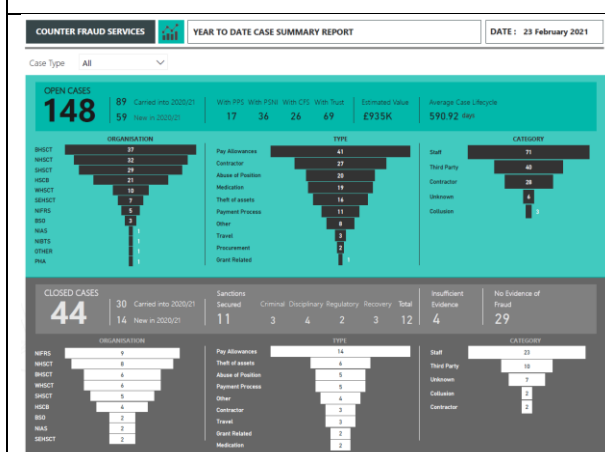 COUNTER FRAUD SERVICES
YEAR TO DATE CASE SUMMARY REPORT
DATE : 23 February 2021
Case Type All
OPEN CASES
148
89 Carried into 2020/21
59 New in 2020/21
With PPS With PSNI With CFS With Trust Estimated Value Average Case Lifecycle
17 36 26 69 £935K 590.92 days
ORGANISATION
BHSCT 37
NHSCT 32
SHSCT 29
HSCB 21
WHSCT 10
SEHSCT 7
NIFRS 5
BSO 3
NIAS 1
NIBTS 1
OTHER 1
PHA 1
TYPE
Pay Allowances 41
Contractor 27
Abuse of Position 20
Medication 19
Theft of assets 16
Payment Process 11
Other 8
Travel 3
Procurement 2
Grant Related 1
CATEGORY
Staff 71
Third Party 40
Contractor 28
Unknown 6
Collusion 3
CLOSED CASES
44
30 Carried into 2020/21
14 New in 2020/21
Sanctions
Secured Criminal Disciplinary Regulatory Recovery Total
11 3 4 2 3 12
Insufficient
Evidence
4
No Evidence of
Fraud
29
ORGANISATION
NIFRS 9
NHSCT 8
BHSCT 6
WHSCT 6
SHSCT 5
HSCB 4
BSO 2
NIAS 2
SEHSCT 2
TYPE
Pay Allowances 14
Theft of assets 6
Abuse of Position 5
Payment Process 5
Other 4
Contractor 3
Travel 3
Grant Related 2
Medication 2
CATEGORY
Staff 23
Third Party 10
Unknown 7
Collusion 2
Contractor 2